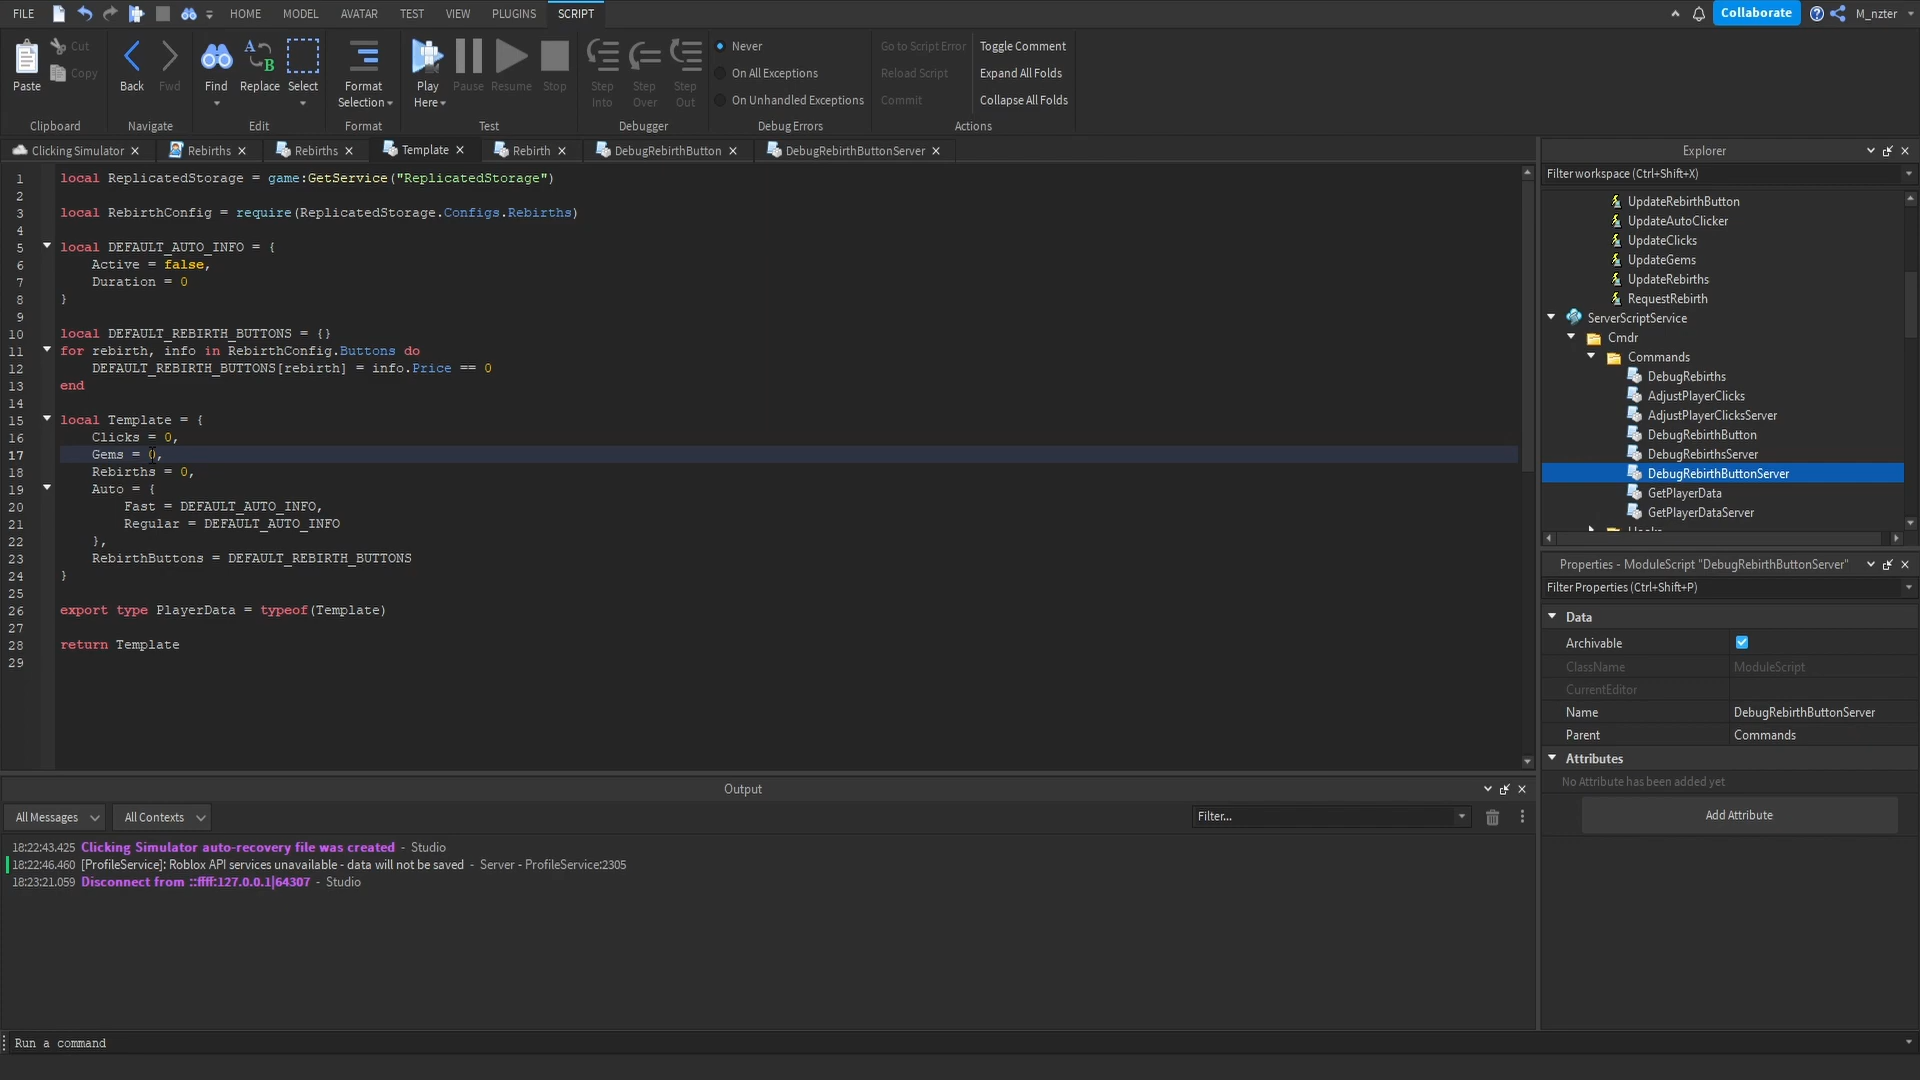 FILE HOME MODEL AVATAR TEST VIEW PLUGINS SCRIPT Collaborate M_nzter
Paste Cut Copy Back Fwd Find Replace Select Format Selection Play Here Pause Resume Stop Step Into Step Over Step Out
Never
On All Exceptions
On Unhandled Exceptions
Go to Script Error
Reload Script
Commit
Toggle Comment
Expand All Folds
Collapse All Folds
Clipboard Navigate Edit Format Test Debugger Debug Errors Actions
Clicking Simulator Rebirths Rebirths Template Rebirth DebugRebirthButton DebugRebirthButtonServer
1 local ReplicatedStorage = game:GetService("ReplicatedStorage")
2
3 local RebirthConfig = require(ReplicatedStorage.Configs.Rebirths)
4
5 local DEFAULT_AUTO_INFO = {
6 Active = false,
7 Duration = 0
8 }
9
10 local DEFAULT_REBIRTH_BUTTONS = {}
11 for rebirth, info in RebirthConfig.Buttons do
12 DEFAULT_REBIRTH_BUTTONS[rebirth] = info.Price == 0
13 end
14
15 local Template = {
16 Clicks = 0,
17 Gems = 0,
18 Rebirths = 0,
19 Auto = {
20 Fast = DEFAULT_AUTO_INFO,
21 Regular = DEFAULT_AUTO_INFO
22 },
23 RebirthButtons = DEFAULT_REBIRTH_BUTTONS
24 }
25
26 export type PlayerData = typeof(Template)
27
28 return Template
29
Explorer
Filter workspace (Ctrl+Shift+X)
UpdateRebirthButton
UpdateAutoClicker
UpdateClicks
UpdateGems
UpdateRebirths
RequestRebirth
ServerScriptService
Cmdr
Commands
DebugRebirths
AdjustPlayerClicks
AdjustPlayerClicksServer
DebugRebirthButton
DebugRebirthsServer
DebugRebirthButtonServer
GetPlayerData
GetPlayerDataServer
Properties - ModuleScript "DebugRebirthButtonServer"
Filter Properties (Ctrl+Shift+P)
Data
Archivable
ClassName ModuleScript
CurrentEditor
Name DebugRebirthButtonServer
Parent Commands
Attributes
No Attribute has been added yet
Add Attribute
Output
All Messages All Contexts Filter...
18:22:43.425 Clicking Simulator auto-recovery file was created - Studio
18:22:46.460 [ProfileService]: Roblox API services unavailable - data will not be saved - Server - ProfileService:2305
18:23:21.059 Disconnect from ::ffff:127.0.0.1|64307 - Studio
Run a command